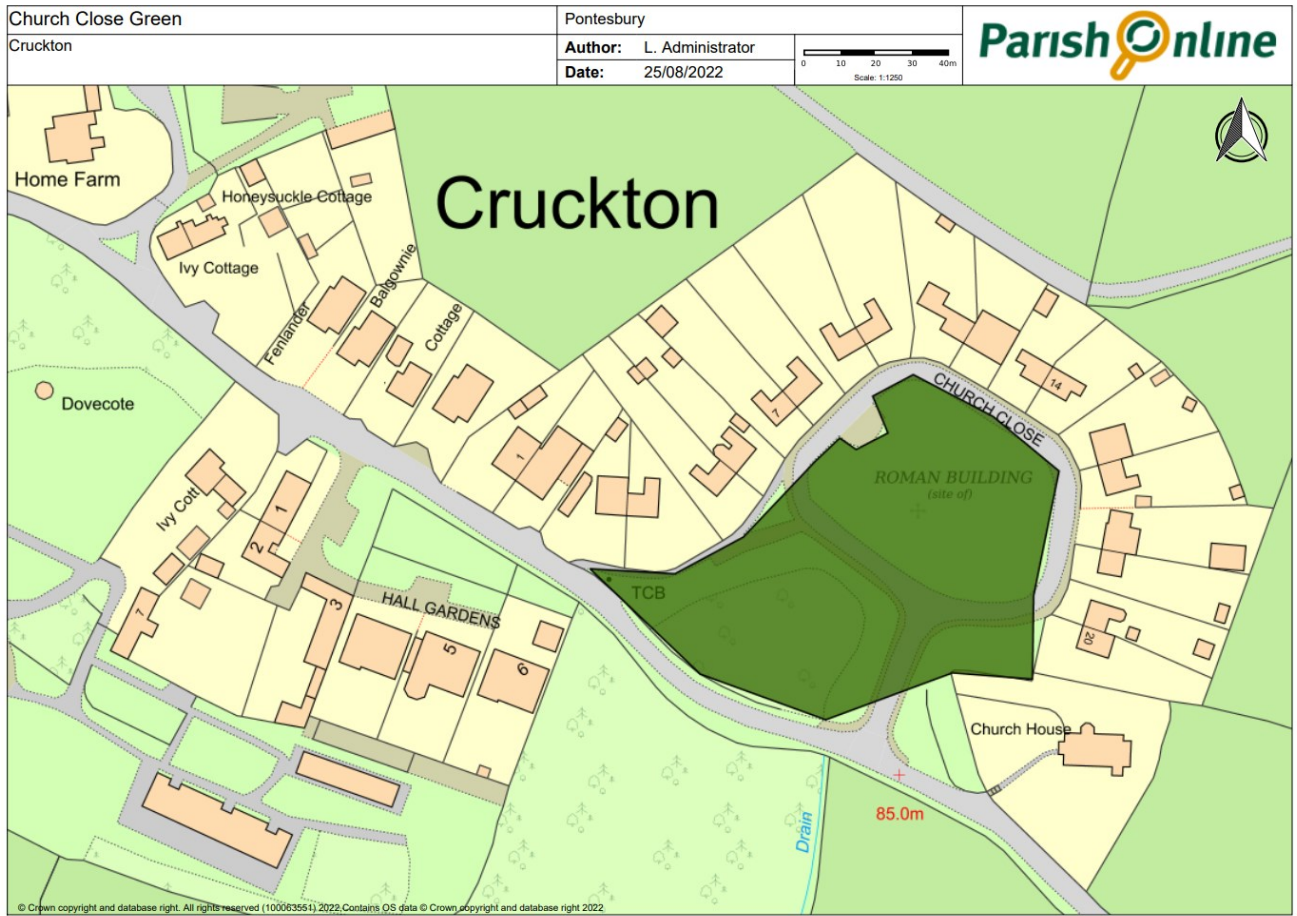 Church Close Green
Cruckton
Pontesbury
Author: L. Administrator
Date: 25/08/2022
0 10 20 30 40m
Scale: 1:1250
Parish Online
Home Farm
Honeysuckle Cottage
Cruckton
Ivy Cottage
Balgownie
Fenlander
Cottage
Dovecote
14
7
CHURCH CLOSE
1
ROMAN BUILDING
(site of)
Ivy Cott
1
2
TCB
HALL GARDENS
3
7
5
6
20
Church House
85.0m
Drain
© Crown copyright and database right. All rights reserved (100063551) 2022 Contains OS data © Crown copyright and database right 2022